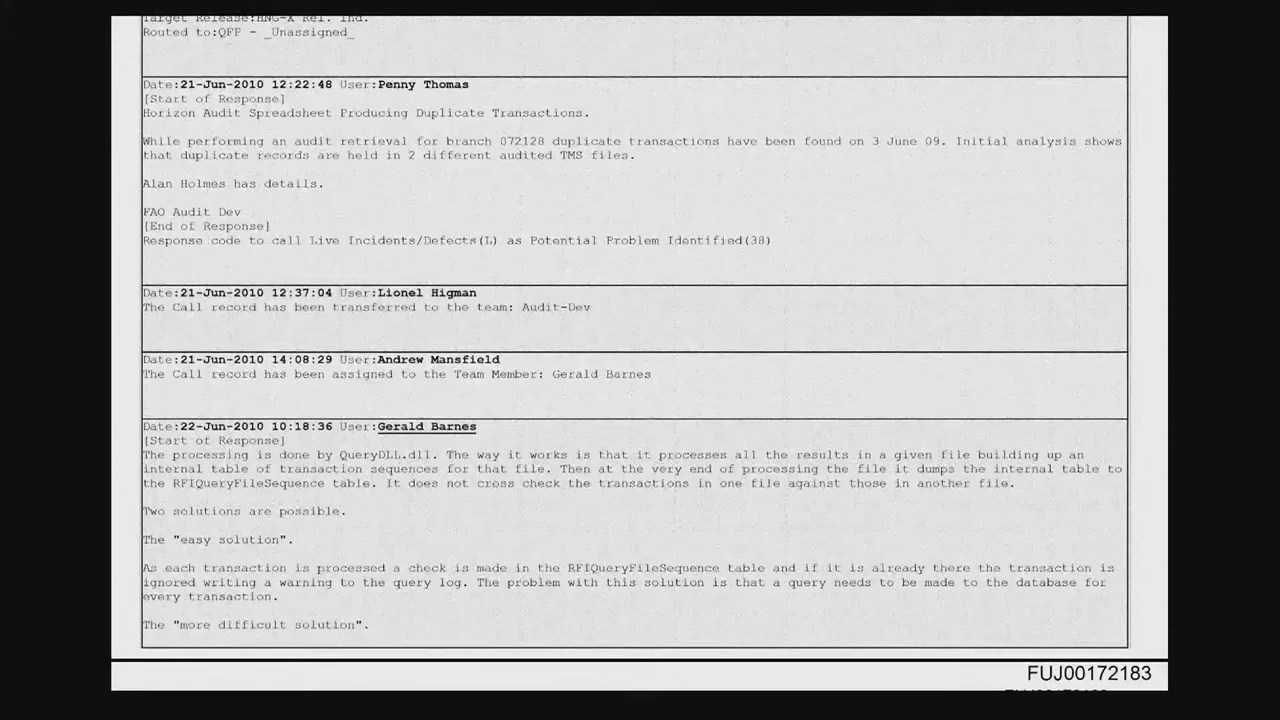 Target Release:HNG-X Rel. Ind.
Routed to:QFP - _Unassigned_
Date:21-Jun-2010 12:22:48 User:Penny Thomas
[Start of Response]
Horizon Audit Spreadsheet Producing Duplicate Transactions.
While performing an audit retrieval for branch 072128 duplicate transactions have been found on 3 June 09. Initial analysis shows
that duplicate records are held in 2 different audited TMS files.
Alan Holmes has details.
FAO Audit Dev
[End of Response]
Response code to call Live Incidents/Defects(L) as Potential Problem Identified(38)
Date:21-Jun-2010 12:37:04 User:Lionel Higman
The Call record has been transferred to the team: Audit-Dev
Date:21-Jun-2010 14:08:29 User:Andrew Mansfield
The Call record has been assigned to the Team Member: Gerald Barnes
Date:22-Jun-2010 10:18:36 User:Gerald Barnes
[Start of Response]
The processing is done by QueryDLL.dll. The way it works is that it processes all the results in a given file building up an
internal table of transaction sequences for that file. Then at the very end of processing the file it dumps the internal table to
the RFIQueryFileSequence table. It does not cross check the transactions in one file against those in another file.
Two solutions are possible.
The "easy solution".
As each transaction is processed a check is made in the RFIQueryFileSequence table and if it is already there the transaction is
ignored writing a warning to the query log. The problem with this solution is that a query needs to be made to the database for
every transaction.
The "more difficult solution".
FUJ00172183